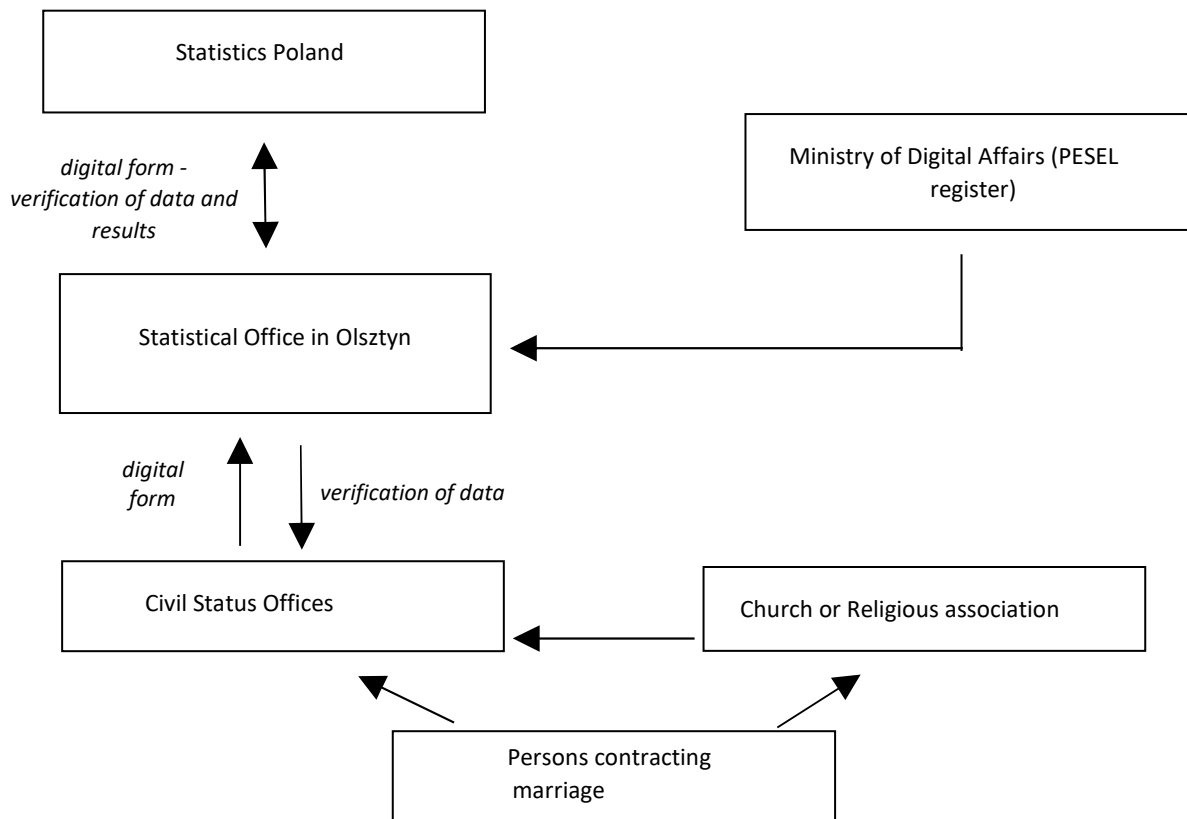 Statistics Poland
Ministry of Digital Affairs (PESEL
register)
digital form -
verification of data and
results
Statistical Office in Olsztyn
digital
form
verification of data
Civil Status Offices
Church or Religious association
Persons contracting
marriage